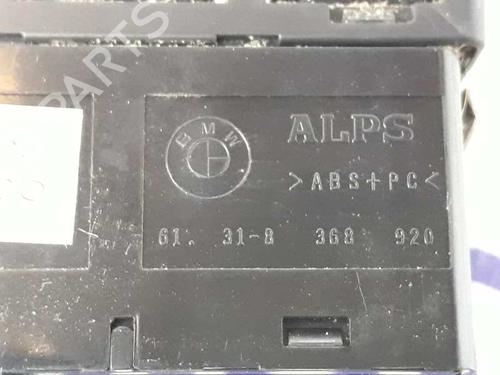 BMW
ALPS
>ABS+PC<
61. 31-8 368 920